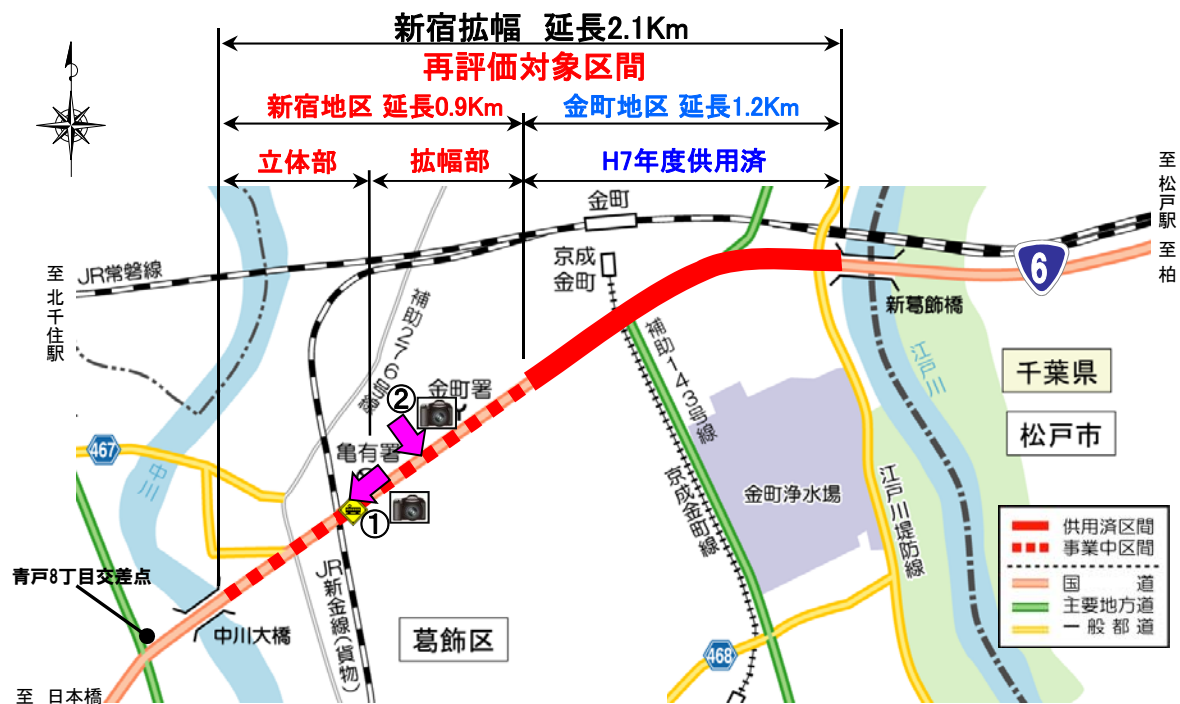 新宿拡幅 延長2.1Km
再評価対象区間
新宿地区 延長0.9Km
金町地区 延長1.2Km
立体部
拡幅部
H7年度供用済
至松戸駅
至柏
金町
京成
金町
JR常磐線
至北千住駅
6
新葛飾橋
補助276号線
補助143号線
江戸川
千葉県
松戸市
金町署
②
亀有署
①
467
中川
金町浄水場
京成金町線
江戸川堤防線
供用済区間
事業中区間
国道
主要地方道
一般都道
青戸8丁目交差点
JR新金線(貨物)
中川大橋
葛飾区
468
至 日本橋